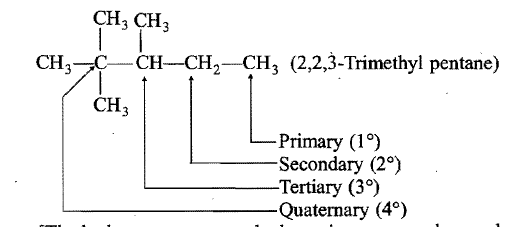 CH₃ CH₃
CH₃—C—CH—CH₂—CH₃ (2,2,3-Trimethyl pentane)
CH₃
Primary (1°)
Secondary (2°)
Tertiary (3°)
Quaternary (4°)